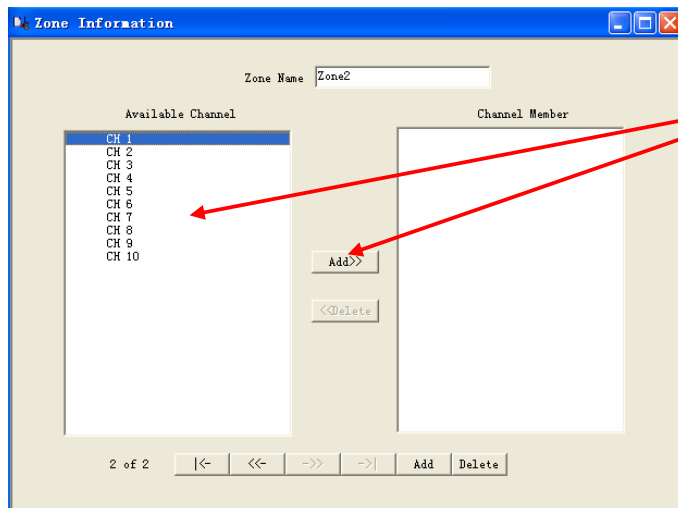 Zone Information
Zone Name Zone2
Available Channel
Channel Member
CH 1
CH 2
CH 3
CH 4
CH 5
CH 6
CH 7
CH 8
CH 9
CH 10
Add>>
<<Delete
2 of 2 |<- <<- ->> ->| Add Delete